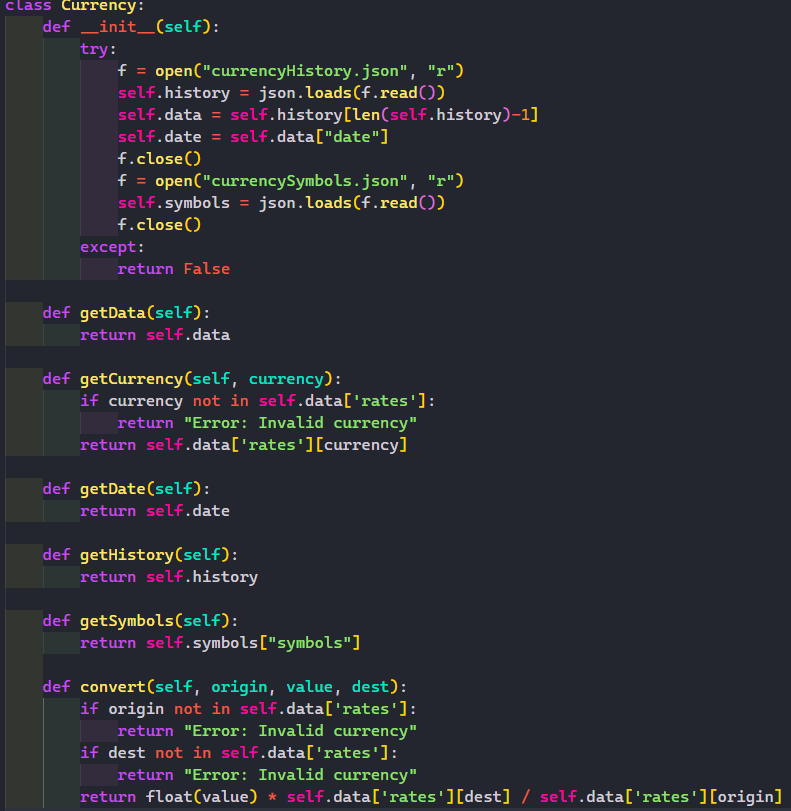 class Currency:
    def __init__(self):
        try:
            f = open("currencyHistory.json", "r")
            self.history = json.loads(f.read())
            self.data = self.history[len(self.history)-1]
            self.date = self.data["date"]
            f.close()
            f = open("currencySymbols.json", "r")
            self.symbols = json.loads(f.read())
            f.close()
        except:
            return False

    def getData(self):
        return self.data

    def getCurrency(self, currency):
        if currency not in self.data['rates']:
            return "Error: Invalid currency"
        return self.data['rates'][currency]

    def getDate(self):
        return self.date

    def getHistory(self):
        return self.history

    def getSymbols(self):
        return self.symbols["symbols"]

    def convert(self, origin, value, dest):
        if origin not in self.data['rates']:
            return "Error: Invalid currency"
        if dest not in self.data['rates']:
            return "Error: Invalid currency"
        return float(value) * self.data['rates'][dest] / self.data['rates'][origin]